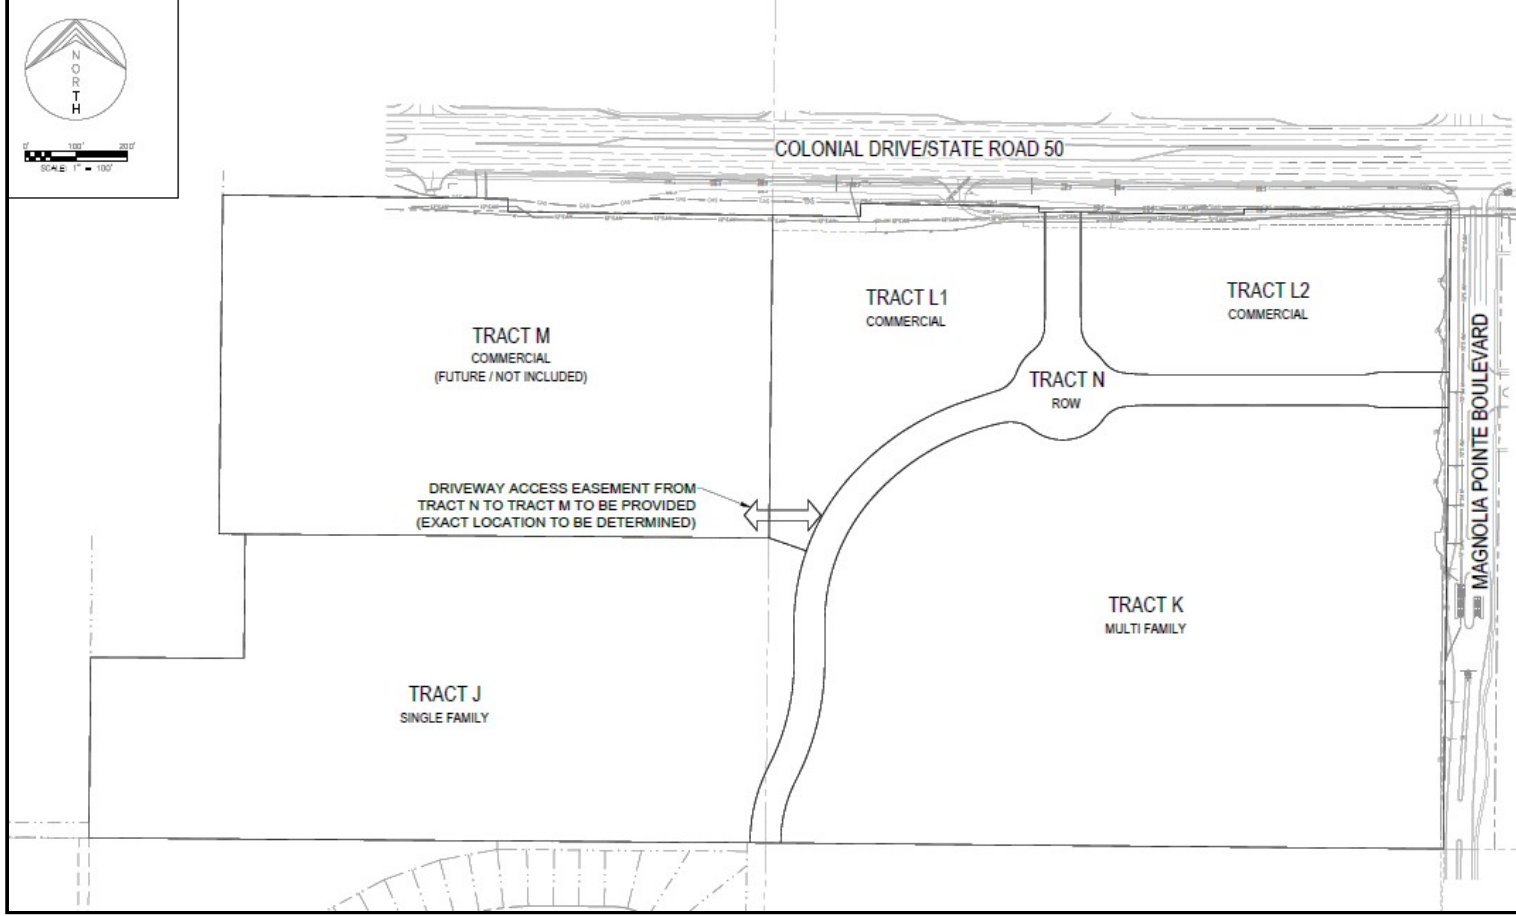 NORTH
0' 100' 200'
SCALE: 1" = 100'
COLONIAL DRIVE/STATE ROAD 50
TRACT M
COMMERCIAL
(FUTURE / NOT INCLUDED)
TRACT L1
COMMERCIAL
TRACT L2
COMMERCIAL
TRACT N
ROW
MAGNOLIA POINTE BOULEVARD
DRIVEWAY ACCESS EASEMENT FROM
TRACT N TO TRACT M TO BE PROVIDED
(EXACT LOCATION TO BE DETERMINED)
TRACT K
MULTI FAMILY
TRACT J
SINGLE FAMILY